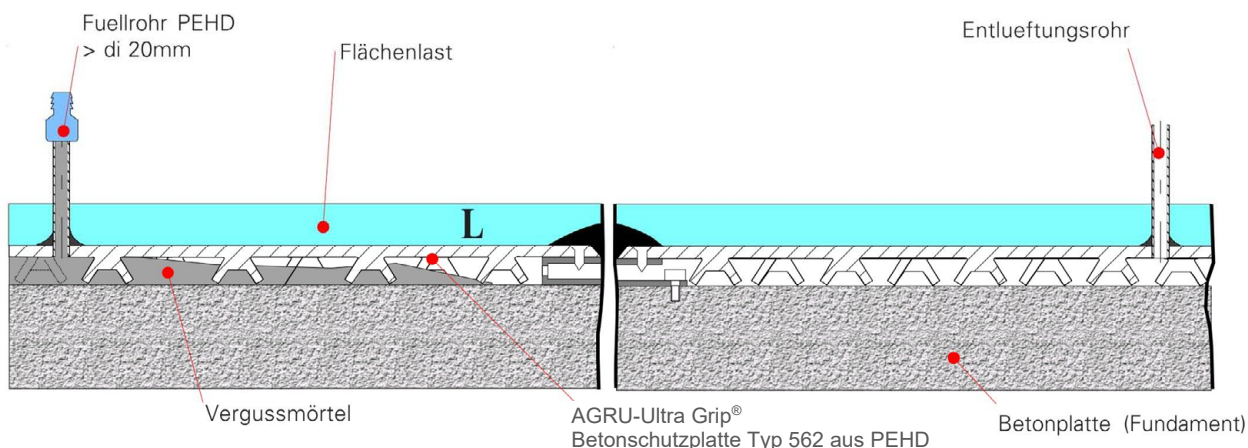 Fuellrohr PEHD
> di 20mm
Flächenlast
Entlueftungsrohr
L
Vergussmörtel
AGRU-Ultra Grip®
Betonschutzplatte Typ 562 aus PEHD
Betonplatte (Fundament)